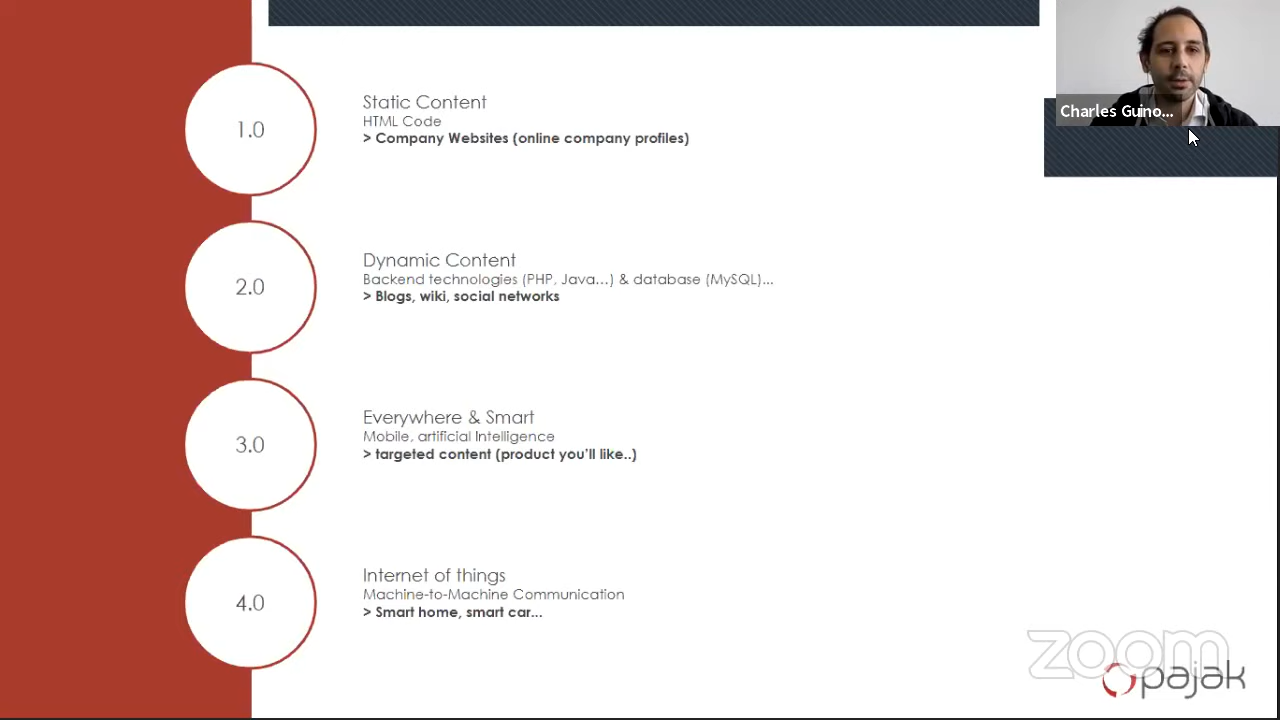 1.0
Static Content
HTML Code
> Company Websites (online company profiles)
Charles Guino...
2.0
Dynamic Content
Backend technologies (PHP, Java...) & database (MySQL)...
> Blogs, wiki, social networks
3.0
Everywhere & Smart
Mobile, artificial Intelligence
> targeted content (product you'll like..)
4.0
Internet of things
Machine-to-Machine Communication
> Smart home, smart car...
zoom
pajak